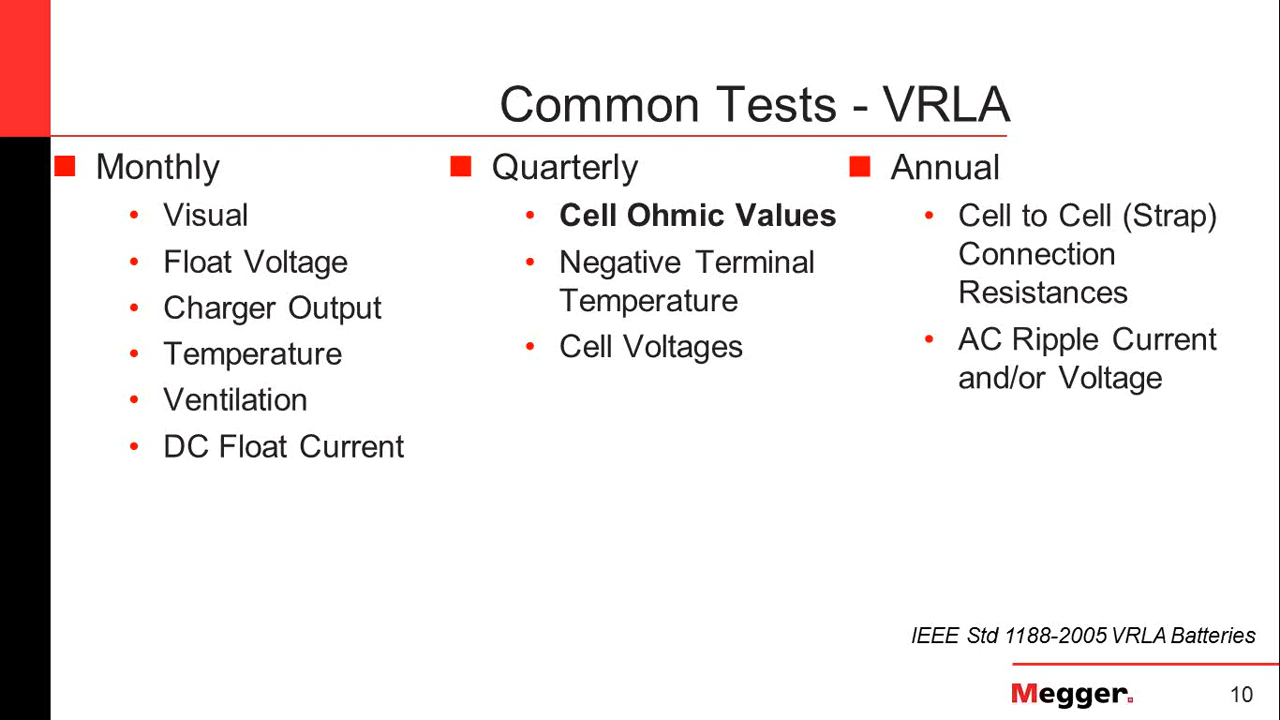 Common Tests - VRLA
Monthly
• Visual
• Float Voltage
• Charger Output
• Temperature
• Ventilation
• DC Float Current
Quarterly
• Cell Ohmic Values
• Negative Terminal
Temperature
• Cell Voltages
Annual
• Cell to Cell (Strap)
Connection
Resistances
• AC Ripple Current
and/or Voltage
IEEE Std 1188-2005 VRLA Batteries
Megger.
10